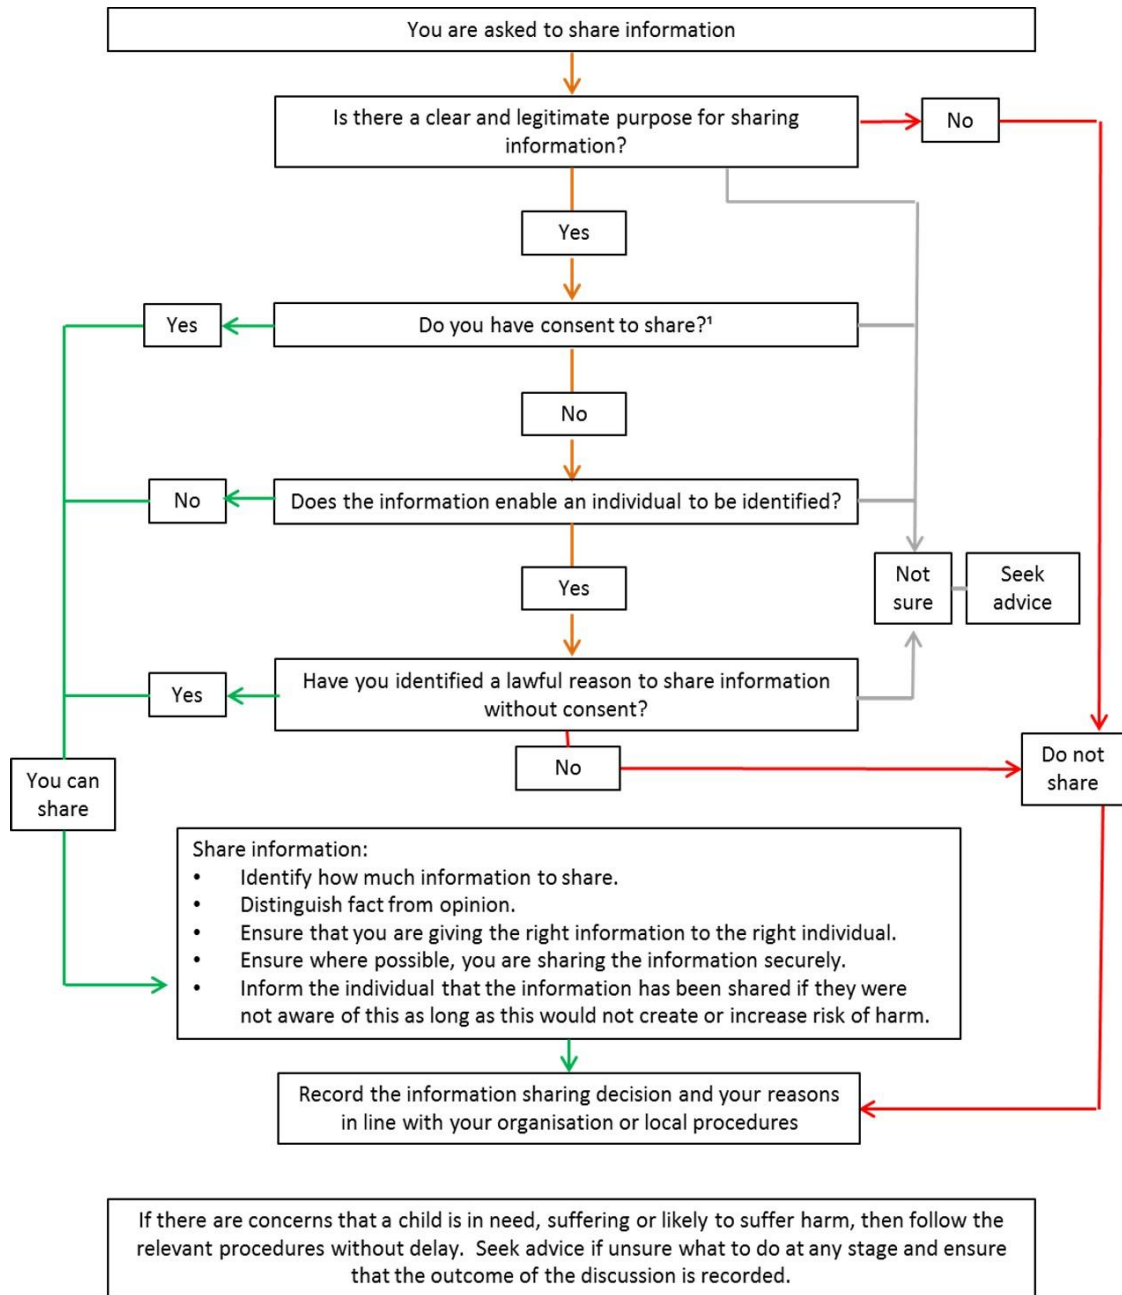 You are asked to share information
Is there a clear and legitimate purpose for sharing
information?
No
Yes
Yes
Do you have consent to share?¹
No
No
Does the information enable an individual to be identified?
Yes
Not
sure
Seek
advice
Yes
Have you identified a lawful reason to share information
without consent?
No
Do not
share
You can
share
Share information:
• Identify how much information to share.
• Distinguish fact from opinion.
• Ensure that you are giving the right information to the right individual.
• Ensure where possible, you are sharing the information securely.
• Inform the individual that the information has been shared if they were
not aware of this as long as this would not create or increase risk of harm.
Record the information sharing decision and your reasons
in line with your organisation or local procedures
If there are concerns that a child is in need, suffering or likely to suffer harm, then follow the
relevant procedures without delay.  Seek advice if unsure what to do at any stage and ensure
that the outcome of the discussion is recorded.